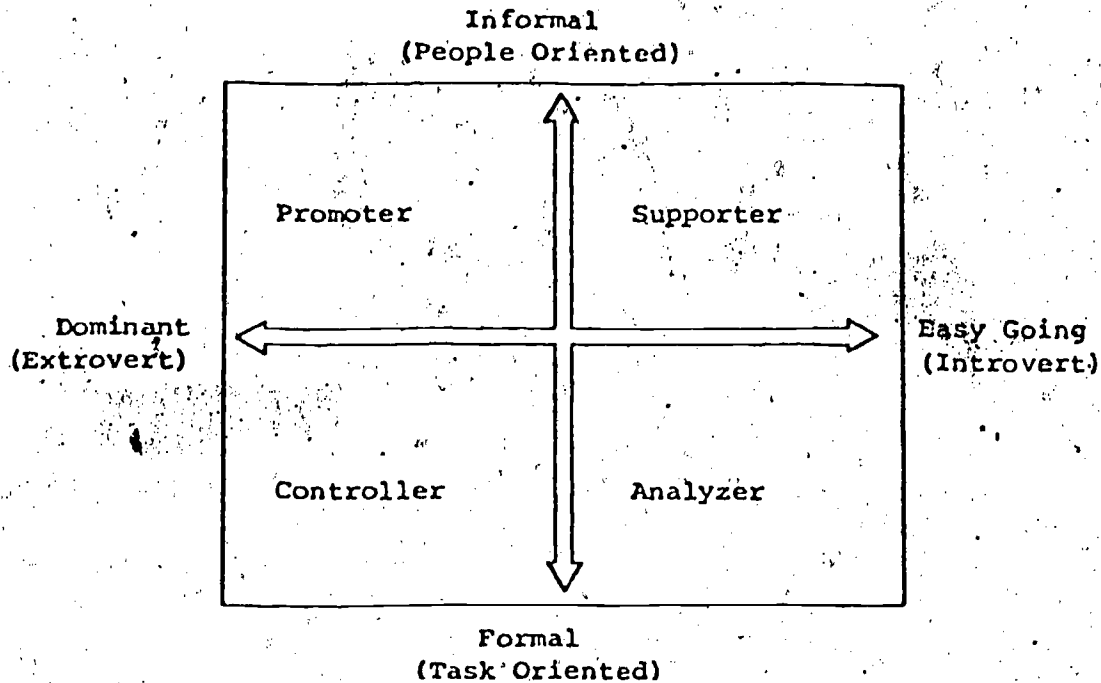 Informal
(People Oriented)
Promoter
Supporter
Dominant
(Extrovert)
Easy Going
(Introvert)
Controller
Analyzer
Formal
(Task Oriented)